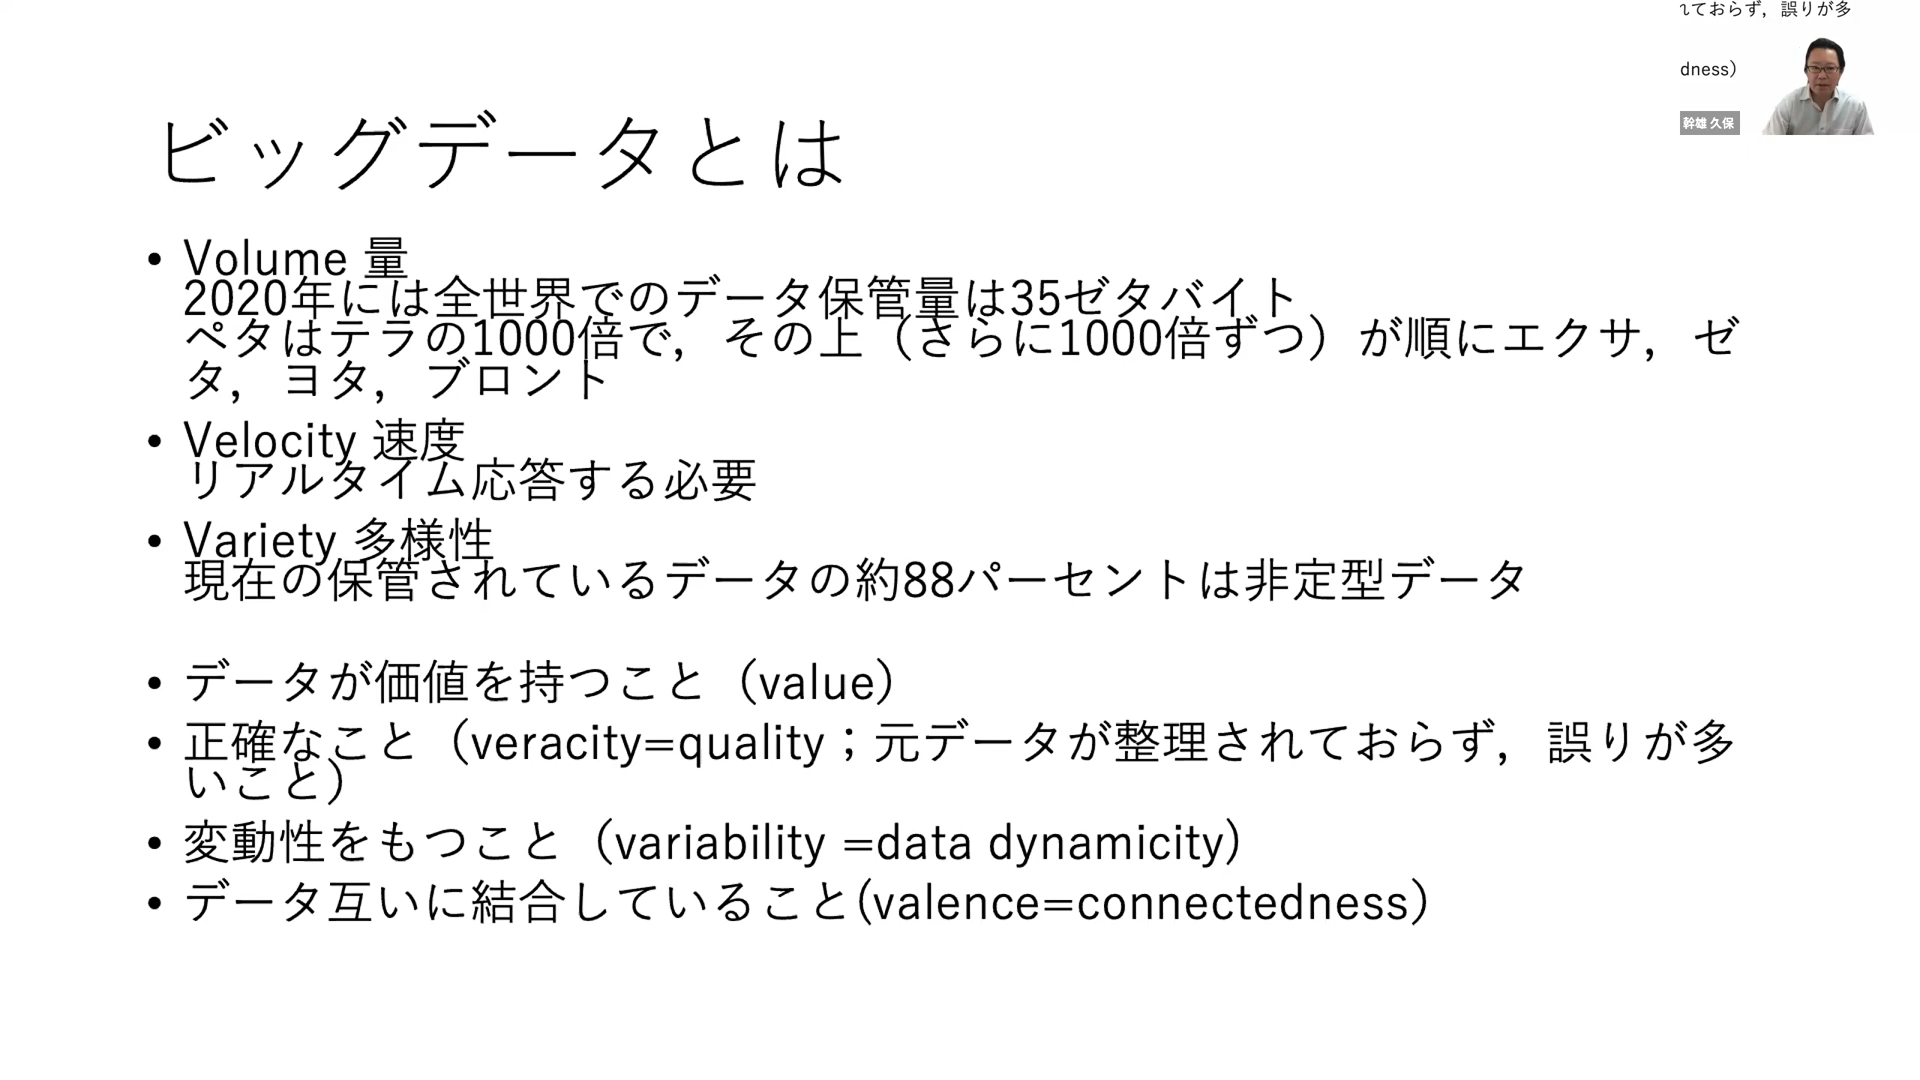 れておらず，誤りが多
dness）
幹雄 久保
ビッグデータとは
• Volume 量
2020年には全世界でのデータ保管量は35ゼタバイト
ペタはテラの1000倍で，その上（さらに1000倍ずつ）が順にエクサ，ゼ
タ，ヨタ，ブロント
• Velocity 速度
リアルタイム応答する必要
• Variety 多様性
現在の保管されているデータの約88パーセントは非定型データ
• データが価値を持つこと（value）
• 正確なこと（veracity=quality；元データが整理されておらず，誤りが多
いこと）
• 変動性をもつこと（variability =data dynamicity)
• データ互いに結合していること(valence=connectedness）